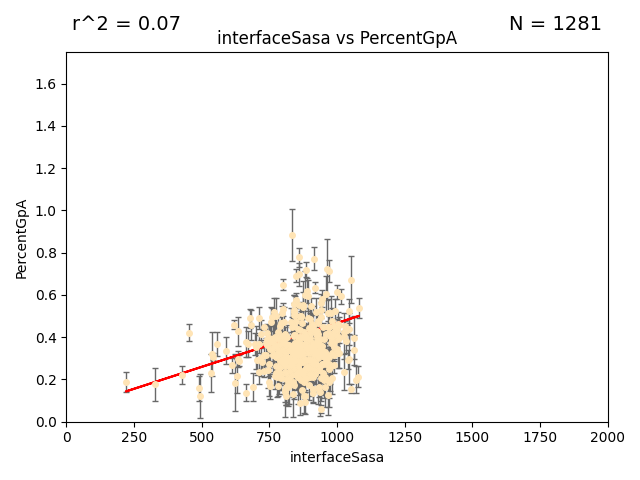 r^2 = 0.07
N = 1281
interfaceSasa vs PercentGpA
PercentGpA
1.6
1.4
1.2
1.0
0.8
0.6
0.4
0.2
0.0
0 250 500 750 1000 1250 1500 1750 2000
interfaceSasa